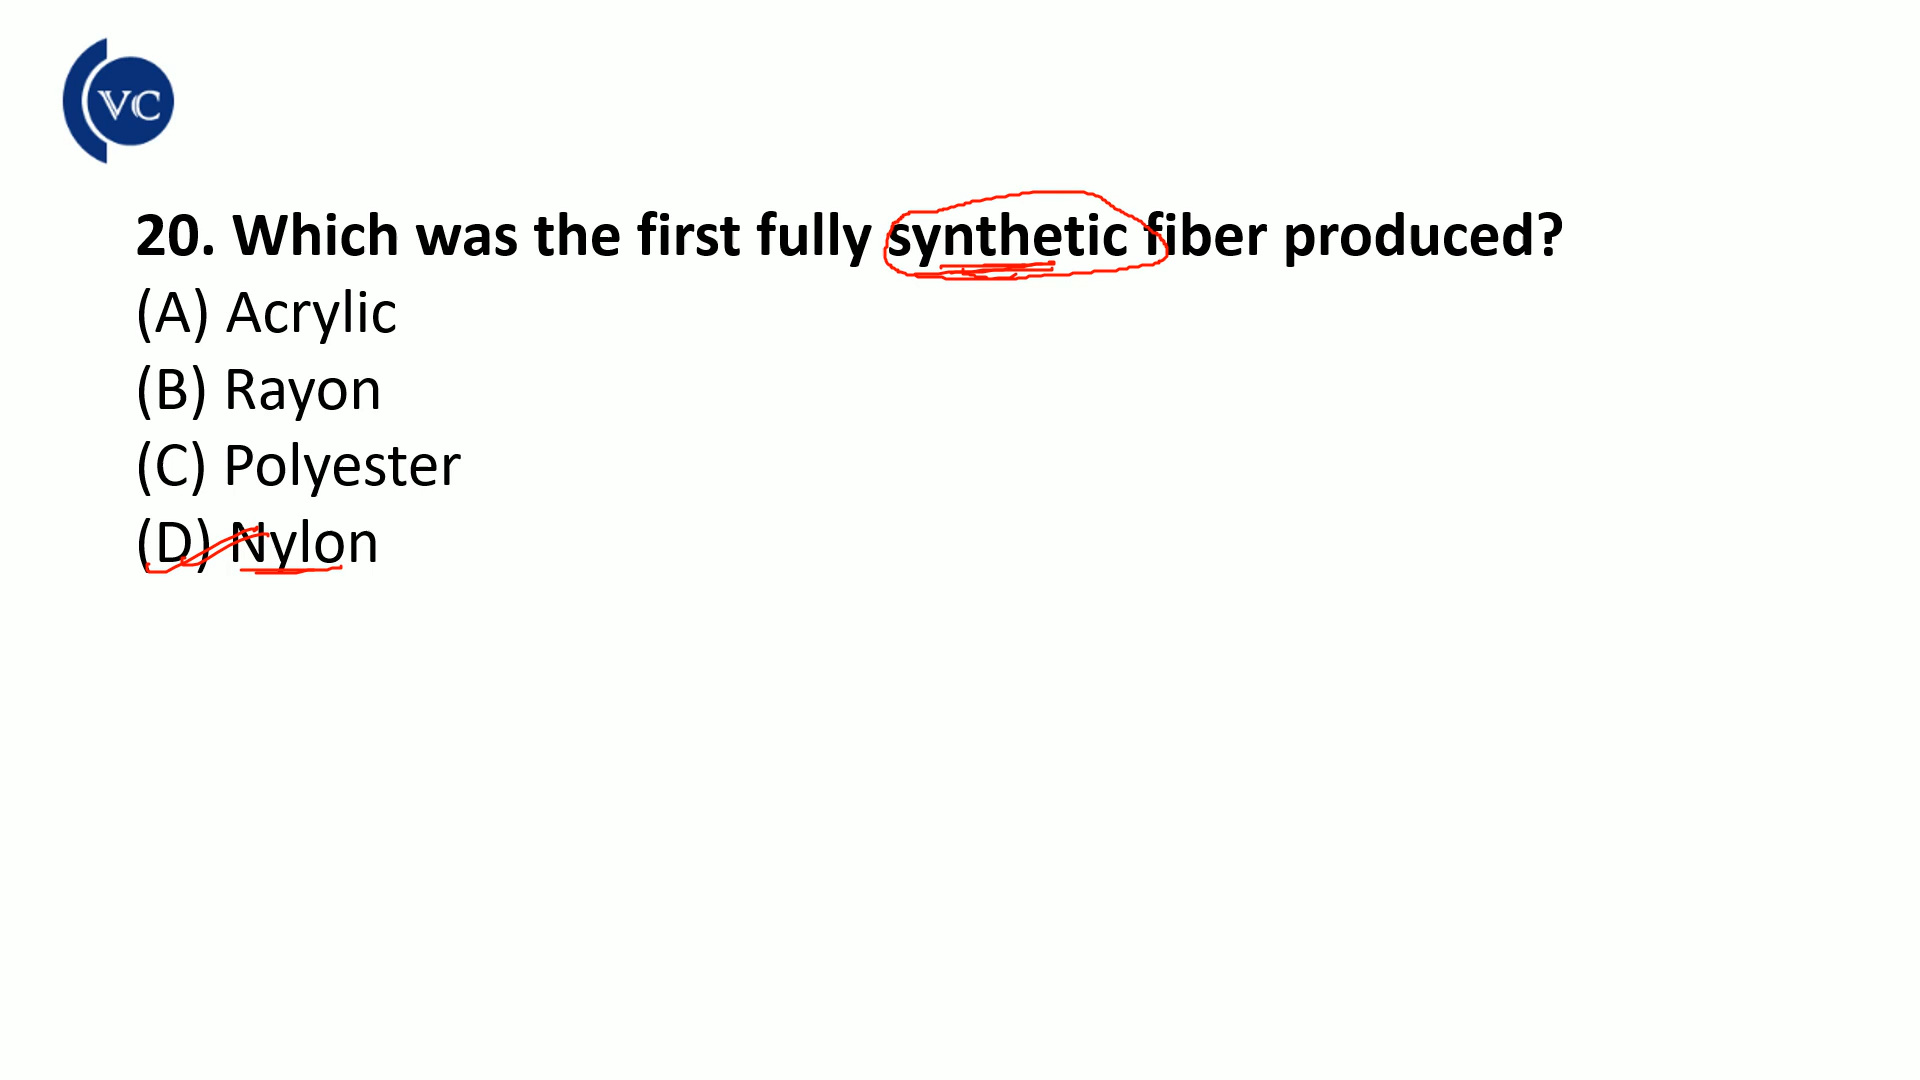 VC
20. Which was the first fully synthetic fiber produced?
(A) Acrylic
(B) Rayon
(C) Polyester
(D) Nylon